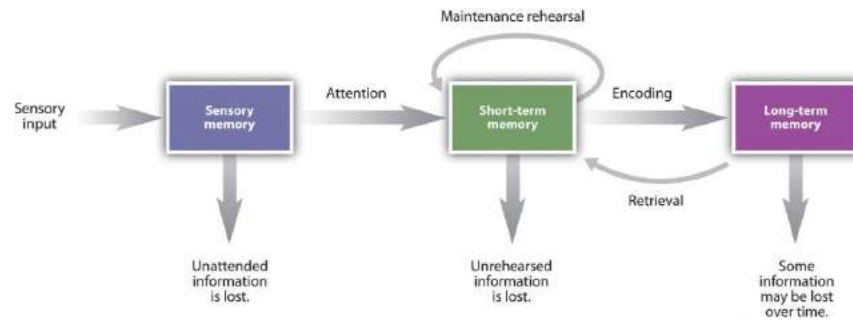 Maintenance rehearsal
Sensory
input
Sensory
memory
Attention
Short-term
memory
Encoding
Long-term
memory
Retrieval
Unattended
information
is lost.
Unrehearsed
information
is lost.
Some
information
may be lost
over time.